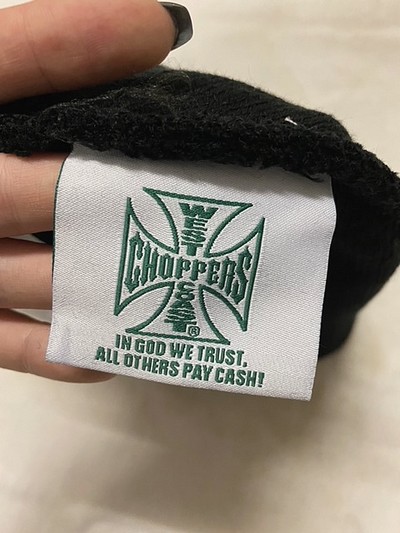 WEST
CHOPPERS
COAST®
IN GOD WE TRUST,
ALL OTHERS PAY CASH!